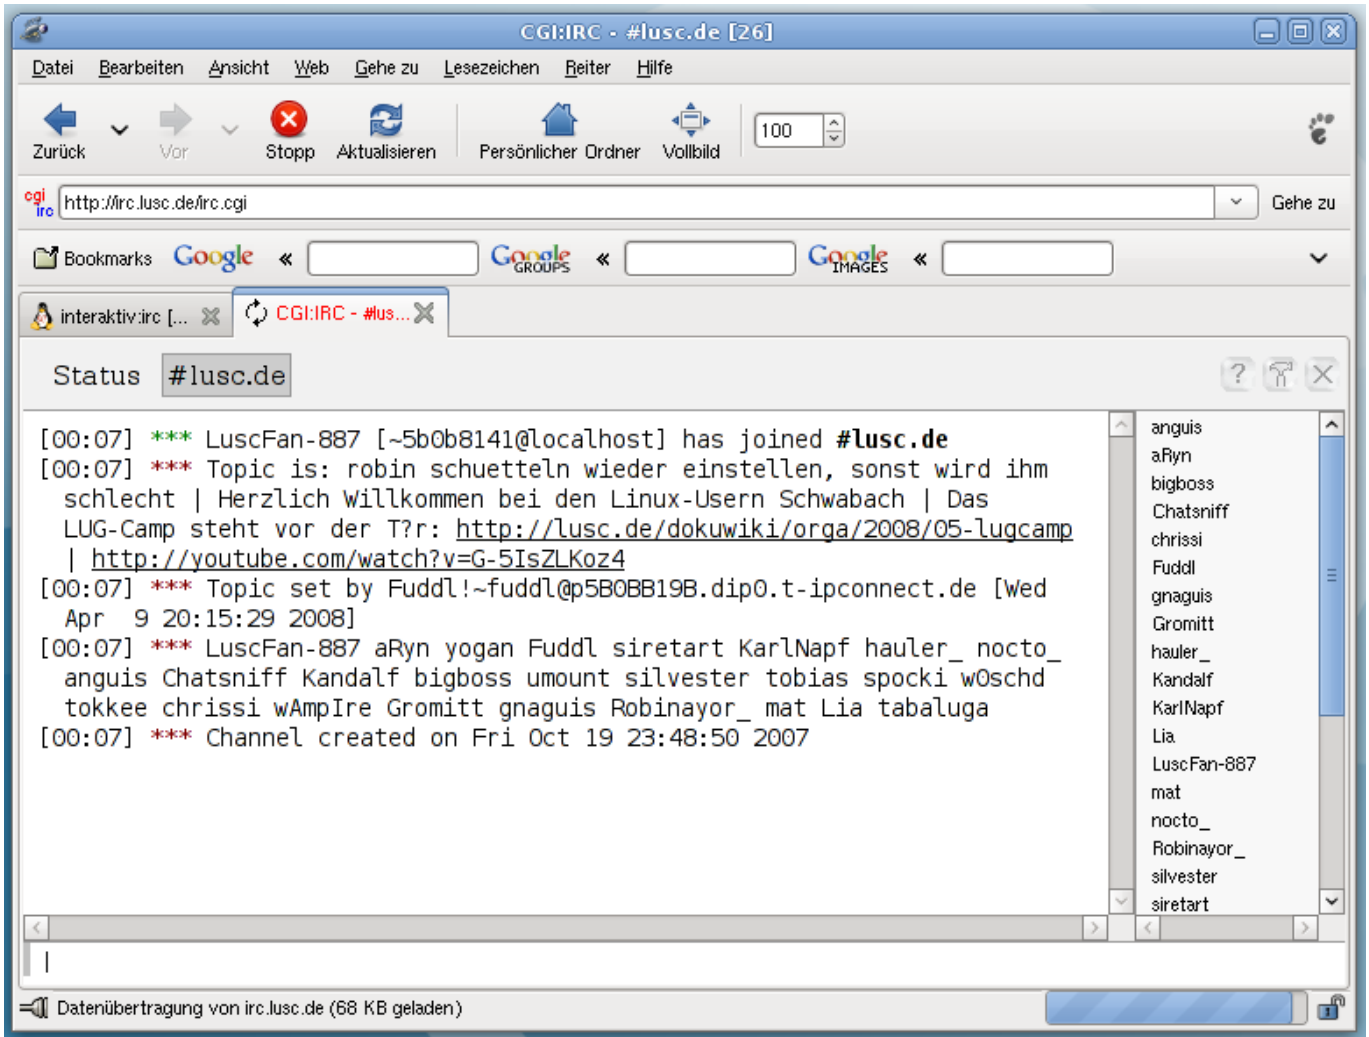 CGI:IRC - #lusc.de [26]
Datei Bearbeiten Ansicht Web Gehe zu Lesezeichen Reiter Hilfe
Zurück Vor Stopp Aktualisieren Persönlicher Ordner Vollbild 100
cgi irc http://irc.lusc.de/irc.cgi Gehe zu
Bookmarks Google « Google GROUPS « Google IMAGES «
interaktiv:irc [... CGI:IRC - #lus...
Status #lusc.de ?
[00:07] *** LuscFan-887 [~5b0b8141@localhost] has joined #lusc.de
[00:07] *** Topic is: robin schuetteln wieder einstellen, sonst wird ihm
schlecht | Herzlich Willkommen bei den Linux-Usern Schwabach | Das
LUG-Camp steht vor der T?r: http://lusc.de/dokuwiki/orga/2008/05-lugcamp
| http://youtube.com/watch?v=G-5IsZLKoz4
[00:07] *** Topic set by Fuddl!~fuddl@p5B0BB19B.dip0.t-ipconnect.de [Wed
Apr  9 20:15:29 2008]
[00:07] *** LuscFan-887 aRyn yogan Fuddl siretart KarlNapf hauler_ nocto_
anguis Chatsniff Kandalf bigboss umount silvester tobias spocki w0schd
tokkee chrissi wAmpIre Gromitt gnaguis Robinayor_ mat Lia tabaluga
[00:07] *** Channel created on Fri Oct 19 23:48:50 2007
anguis
aRyn
bigboss
Chatsniff
chrissi
Fuddl
gnaguis
Gromitt
hauler_
Kandalf
KarlNapf
Lia
LuscFan-887
mat
nocto_
Robinayor_
silvester
siretart
Datenübertragung von irc.lusc.de (68 KB geladen)